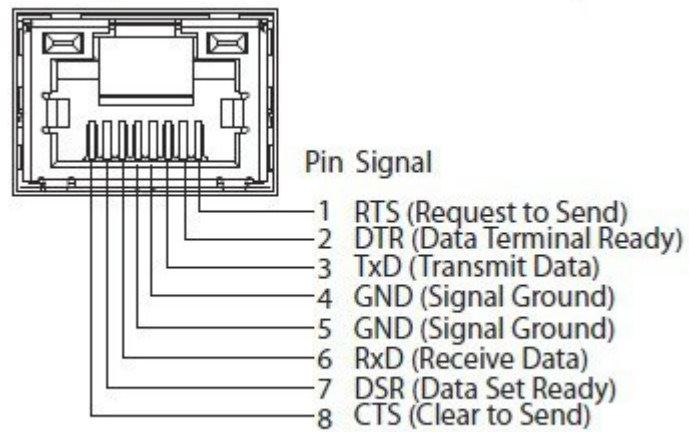 Pin Signal
1 RTS (Request to Send)
2 DTR (Data Terminal Ready)
3 TxD (Transmit Data)
4 GND (Signal Ground)
5 GND (Signal Ground)
6 RxD (Receive Data)
7 DSR (Data Set Ready)
8 CTS (Clear to Send)